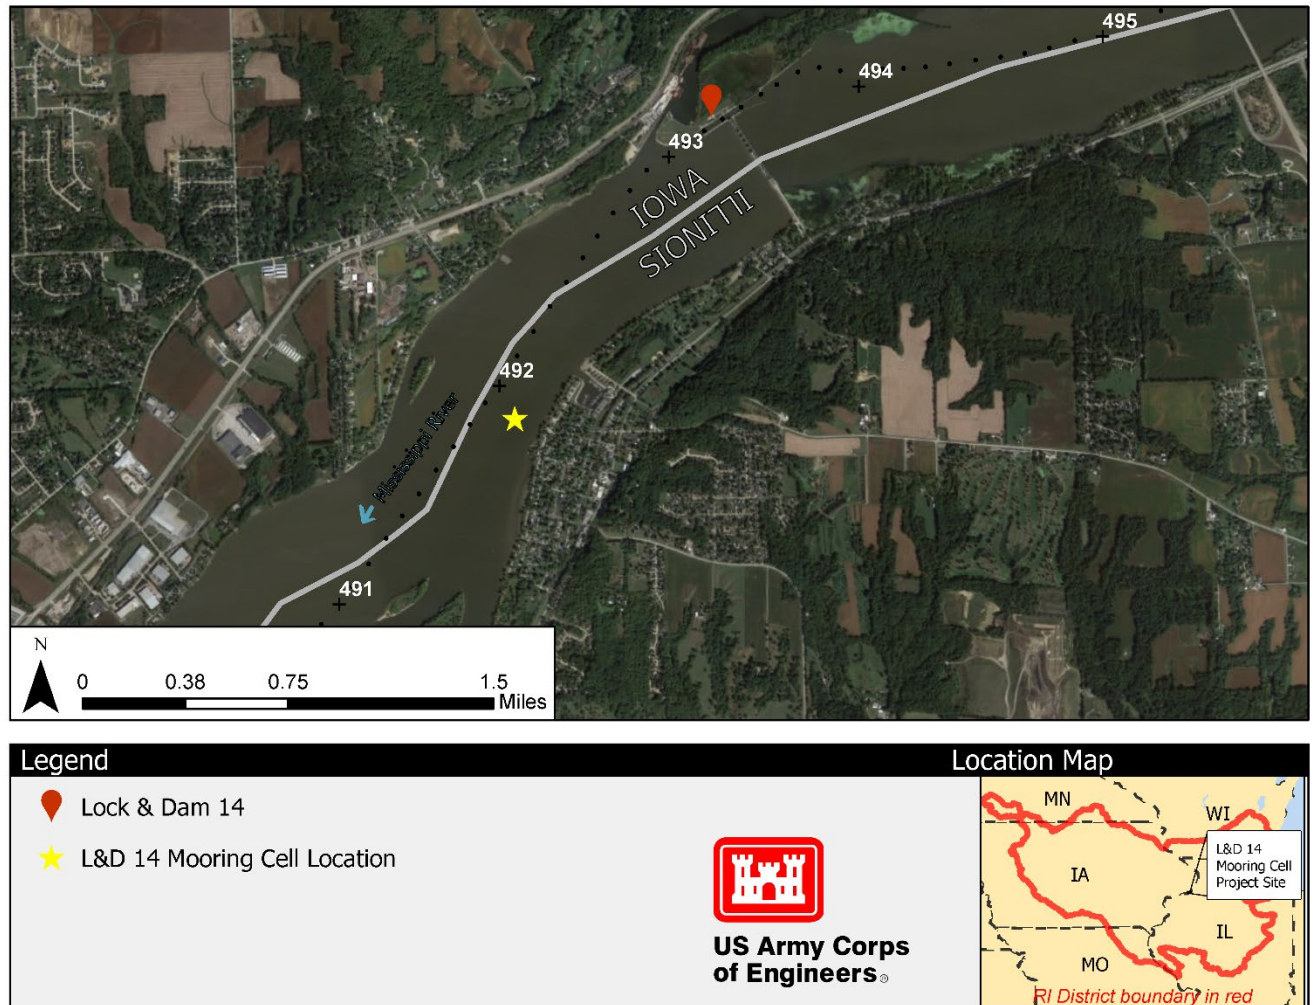 495
494
493
IOWA
ILLINOIS
492
Mississippi River
491
N
0 0.38 0.75 1.5
Miles
Legend
Location Map
Lock & Dam 14
L&D 14 Mooring Cell Location
US Army Corps
of Engineers®
MN
WI
L&D 14
Mooring Cell
Project Site
IA
IL
MO
RI District boundary in red